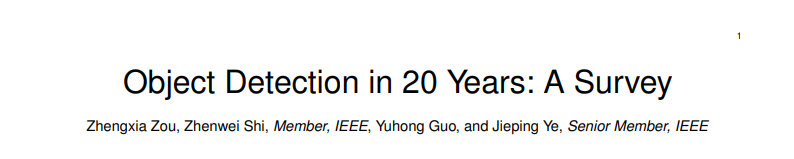 1
Object Detection in 20 Years: A Survey
Zhengxia Zou, Zhenwei Shi, Member, IEEE, Yuhong Guo, and Jieping Ye, Senior Member, IEEE